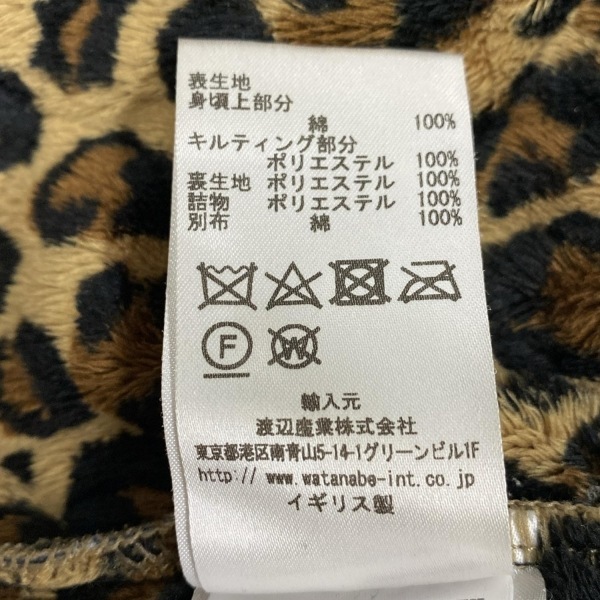 表生地
身頃上部分
綿 100%
キルティング部分
ポリエステル 100%
裏生地 ポリエステル 100%
詰物 ポリエステル 100%
別布 綿 100%
F W
輸入元
渡辺産業株式会社
東京都港区南青山5-14-1グリーンビル1F
http://www.watanabe-int.co.jp
イギリス製